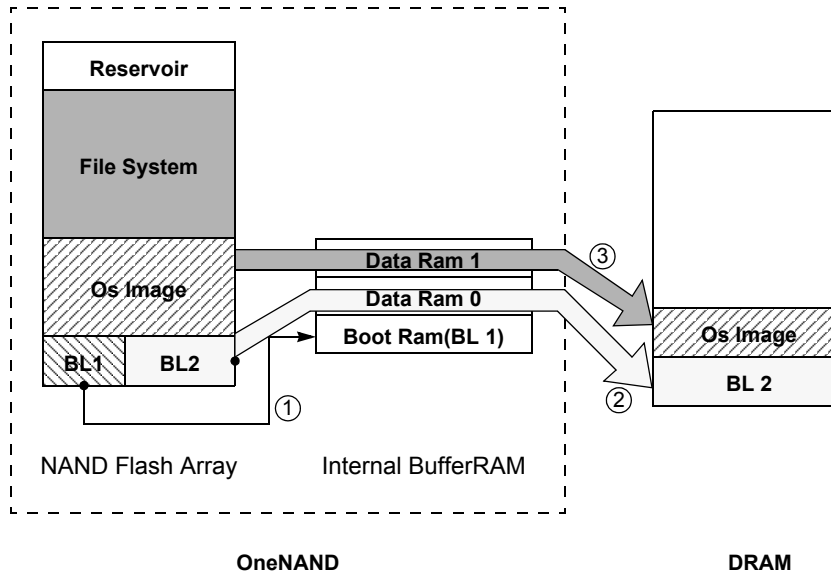 Reservoir
File System
Os Image
BL1
BL2
Data Ram 1
Data Ram 0
Boot Ram(BL 1)
1
2
3
Os Image
BL 2
NAND Flash Array
Internal BufferRAM
OneNAND
DRAM